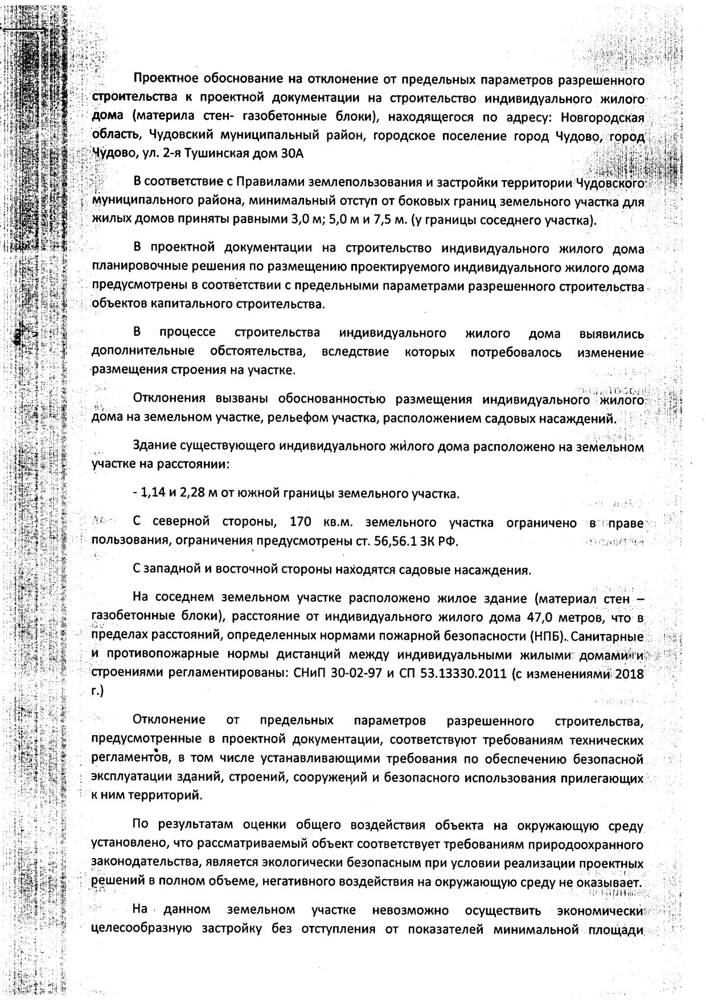 Проектное обоснование на отклонение от предельных параметров разрешенного
строительства к проектной документации на строительство индивидуального жилого
дома (материла стен- газобетонные блоки), находящегося по адресу: Новгородская
область, Чудовский муниципальный район, городское поселение город Чудово, город
Чудово, ул. 2-я Тушинская дом 30А
В соответствие с Правилами землепользования и застройки территории Чудовского
муниципального района, минимальный отступ от боковых границ земельного участка для
жилых домов приняты равными 3,0 м; 5,0 м и 7,5 м. (у границы соседнего участка).
В проектной документации на строительство индивидуального жилого дома
планировочные решения по размещению проектируемого индивидуального жилого дома
предусмотрены в соответствии с предельными параметрами разрешенного строительства
объектов капитального строительства.
В процессе строительства индивидуального жилого дома выявились
дополнительные обстоятельства, вследствие которых потребовалось изменение
размещения строения на участке.
Отклонения вызваны обоснованностью размещения индивидуального жилого
дома на земельном участке, рельефом участка, расположением садовых насаждений.
Здание существующего индивидуального жилого дома расположено на земельном
участке на расстоянии:
- 1,14 и 2,28 м от южной границы земельного участка.
С северной стороны, 170 кв.м. земельного участка ограничено в праве
пользования, ограничения предусмотрены ст. 56,56.1 ЗК РФ.
С западной и восточной стороны находятся садовые насаждения.
На соседнем земельном участке расположено жилое здание (материал стен –
газобетонные блоки), расстояние от индивидуального жилого дома 47,0 метров, что в
пределах расстояний, определенных нормами пожарной безопасности (НПБ). Санитарные
и противопожарные нормы дистанций между индивидуальными жилыми домами и
строениями регламентированы: СНиП 30-02-97 и СП 53.13330.2011 (с изменениями 2018
г.)
Отклонение от предельных параметров разрешенного строительства,
предусмотренные в проектной документации, соответствуют требованиям технических
регламентов, в том числе устанавливающими требования по обеспечению безопасной
эксплуатации зданий, строений, сооружений и безопасного использования прилегающих
к ним территорий.
По результатам оценки общего воздействия объекта на окружающую среду
установлено, что рассматриваемый объект соответствует требованиям природоохранного
законодательства, является экологически безопасным при условии реализации проектных
решений в полном объеме, негативного воздействия на окружающую среду не оказывает.
На данном земельном участке невозможно осуществить экономически
целесообразную застройку без отступления от показателей минимальной площади